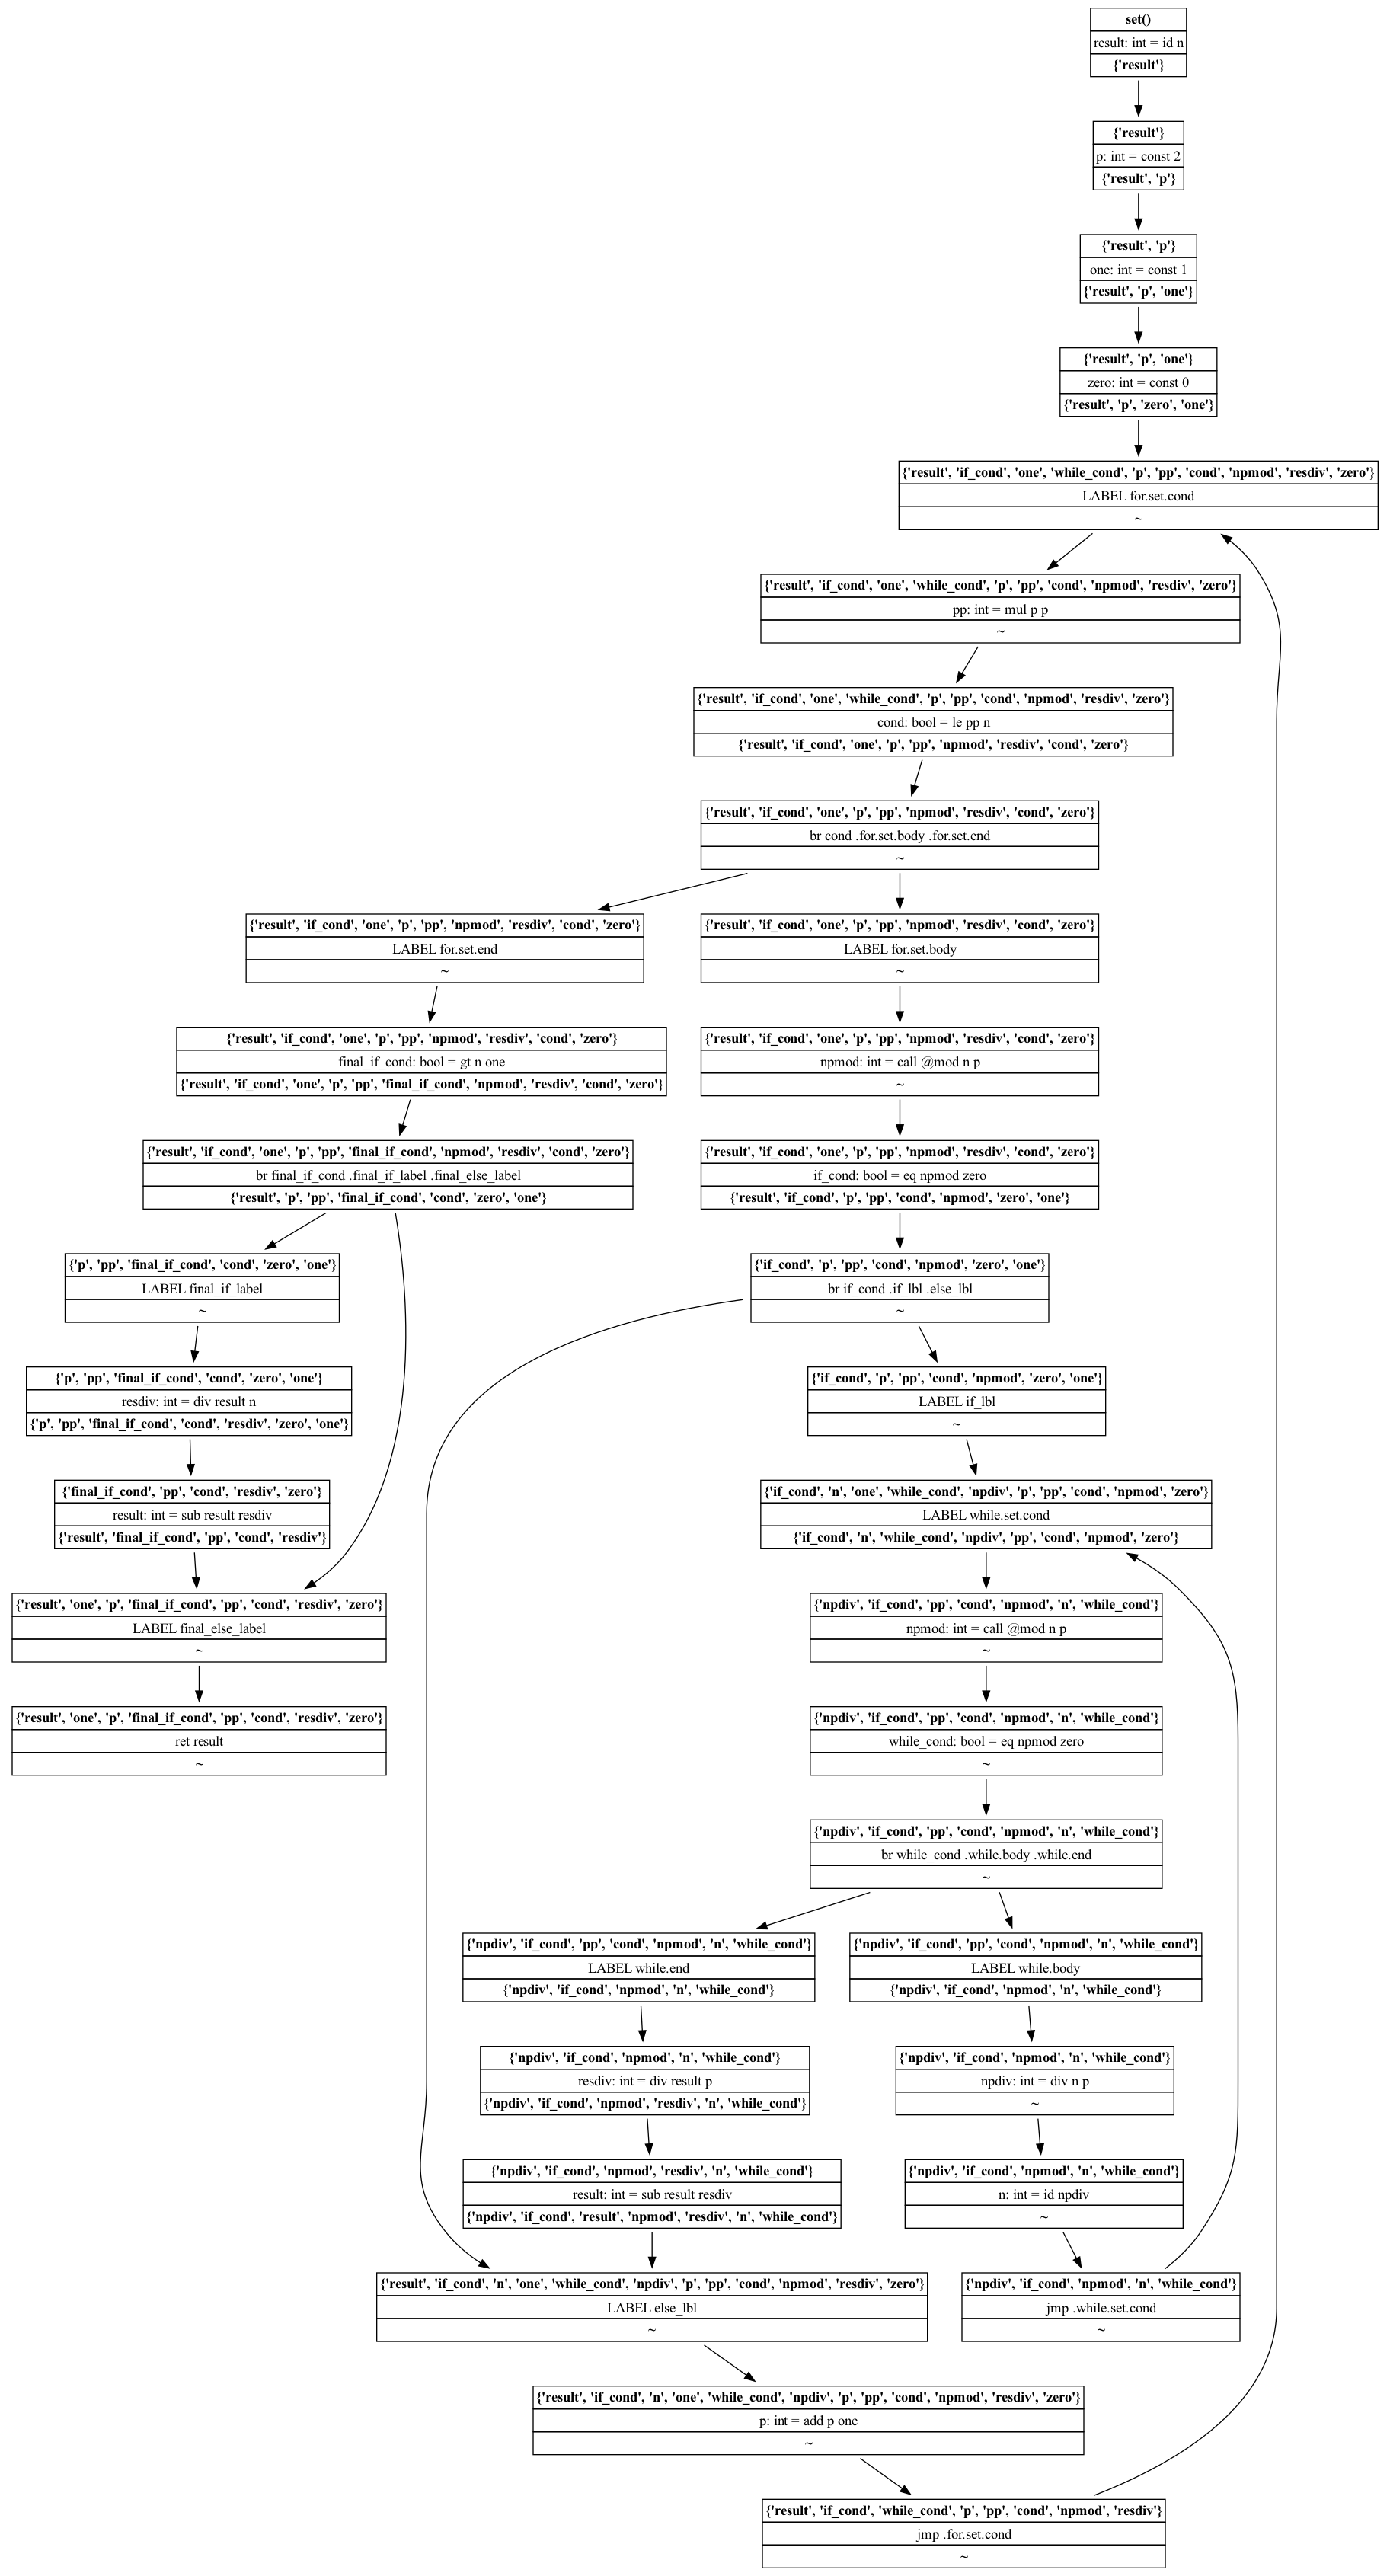 set()
result: int = id n
{'result'}
{'result'}
p: int = const 2
{'result', 'p'}
{'result', 'p'}
one: int = const 1
{'result', 'p', 'one'}
{'result', 'p', 'one'}
zero: int = const 0
{'result', 'p', 'zero', 'one'}
{'result', 'if_cond', 'one', 'while_cond', 'p', 'pp', 'cond', 'npmod', 'resdiv', 'zero'}
LABEL for.set.cond
~
{'result', 'if_cond', 'one', 'while_cond', 'p', 'pp', 'cond', 'npmod', 'resdiv', 'zero'}
pp: int = mul p p
~
{'result', 'if_cond', 'one', 'while_cond', 'p', 'pp', 'cond', 'npmod', 'resdiv', 'zero'}
cond: bool = le pp n
{'result', 'if_cond', 'one', 'p', 'pp', 'npmod', 'resdiv', 'cond', 'zero'}
{'result', 'if_cond', 'one', 'p', 'pp', 'npmod', 'resdiv', 'cond', 'zero'}
br cond .for.set.body .for.set.end
~
{'result', 'if_cond', 'one', 'p', 'pp', 'npmod', 'resdiv', 'cond', 'zero'}
LABEL for.set.end
~
{'result', 'if_cond', 'one', 'p', 'pp', 'npmod', 'resdiv', 'cond', 'zero'}
LABEL for.set.body
~
{'result', 'if_cond', 'one', 'p', 'pp', 'npmod', 'resdiv', 'cond', 'zero'}
final_if_cond: bool = gt n one
{'result', 'if_cond', 'one', 'p', 'pp', 'final_if_cond', 'npmod', 'resdiv', 'cond', 'zero'}
{'result', 'if_cond', 'one', 'p', 'pp', 'npmod', 'resdiv', 'cond', 'zero'}
npmod: int = call @mod n p
~
{'result', 'if_cond', 'one', 'p', 'pp', 'final_if_cond', 'npmod', 'resdiv', 'cond', 'zero'}
br final_if_cond .final_if_label .final_else_label
{'result', 'p', 'pp', 'final_if_cond', 'cond', 'zero', 'one'}
{'result', 'if_cond', 'one', 'p', 'pp', 'npmod', 'resdiv', 'cond', 'zero'}
if_cond: bool = eq npmod zero
{'result', 'if_cond', 'p', 'pp', 'cond', 'npmod', 'zero', 'one'}
{'p', 'pp', 'final_if_cond', 'cond', 'zero', 'one'}
LABEL final_if_label
~
{'if_cond', 'p', 'pp', 'cond', 'npmod', 'zero', 'one'}
br if_cond .if_lbl .else_lbl
~
{'p', 'pp', 'final_if_cond', 'cond', 'zero', 'one'}
resdiv: int = div result n
{'p', 'pp', 'final_if_cond', 'cond', 'resdiv', 'zero', 'one'}
{'if_cond', 'p', 'pp', 'cond', 'npmod', 'zero', 'one'}
LABEL if_lbl
~
{'final_if_cond', 'pp', 'cond', 'resdiv', 'zero'}
result: int = sub result resdiv
{'result', 'final_if_cond', 'pp', 'cond', 'resdiv'}
{'if_cond', 'n', 'one', 'while_cond', 'npdiv', 'p', 'pp', 'cond', 'npmod', 'zero'}
LABEL while.set.cond
{'if_cond', 'n', 'while_cond', 'npdiv', 'pp', 'cond', 'npmod', 'zero'}
{'result', 'one', 'p', 'final_if_cond', 'pp', 'cond', 'resdiv', 'zero'}
LABEL final_else_label
~
{'npdiv', 'if_cond', 'pp', 'cond', 'npmod', 'n', 'while_cond'}
npmod: int = call @mod n p
~
{'result', 'one', 'p', 'final_if_cond', 'pp', 'cond', 'resdiv', 'zero'}
ret result
~
{'npdiv', 'if_cond', 'pp', 'cond', 'npmod', 'n', 'while_cond'}
while_cond: bool = eq npmod zero
~
{'npdiv', 'if_cond', 'pp', 'cond', 'npmod', 'n', 'while_cond'}
br while_cond .while.body .while.end
~
{'npdiv', 'if_cond', 'pp', 'cond', 'npmod', 'n', 'while_cond'}
LABEL while.end
{'npdiv', 'if_cond', 'npmod', 'n', 'while_cond'}
{'npdiv', 'if_cond', 'pp', 'cond', 'npmod', 'n', 'while_cond'}
LABEL while.body
{'npdiv', 'if_cond', 'npmod', 'n', 'while_cond'}
{'npdiv', 'if_cond', 'npmod', 'n', 'while_cond'}
resdiv: int = div result p
{'npdiv', 'if_cond', 'npmod', 'resdiv', 'n', 'while_cond'}
{'npdiv', 'if_cond', 'npmod', 'n', 'while_cond'}
npdiv: int = div n p
~
{'npdiv', 'if_cond', 'npmod', 'resdiv', 'n', 'while_cond'}
result: int = sub result resdiv
{'npdiv', 'if_cond', 'result', 'npmod', 'resdiv', 'n', 'while_cond'}
{'npdiv', 'if_cond', 'npmod', 'n', 'while_cond'}
n: int = id npdiv
~
{'result', 'if_cond', 'n', 'one', 'while_cond', 'npdiv', 'p', 'pp', 'cond', 'npmod', 'resdiv', 'zero'}
LABEL else_lbl
~
{'npdiv', 'if_cond', 'npmod', 'n', 'while_cond'}
jmp .while.set.cond
~
{'result', 'if_cond', 'n', 'one', 'while_cond', 'npdiv', 'p', 'pp', 'cond', 'npmod', 'resdiv', 'zero'}
p: int = add p one
~
{'result', 'if_cond', 'while_cond', 'p', 'pp', 'cond', 'npmod', 'resdiv'}
jmp .for.set.cond
~